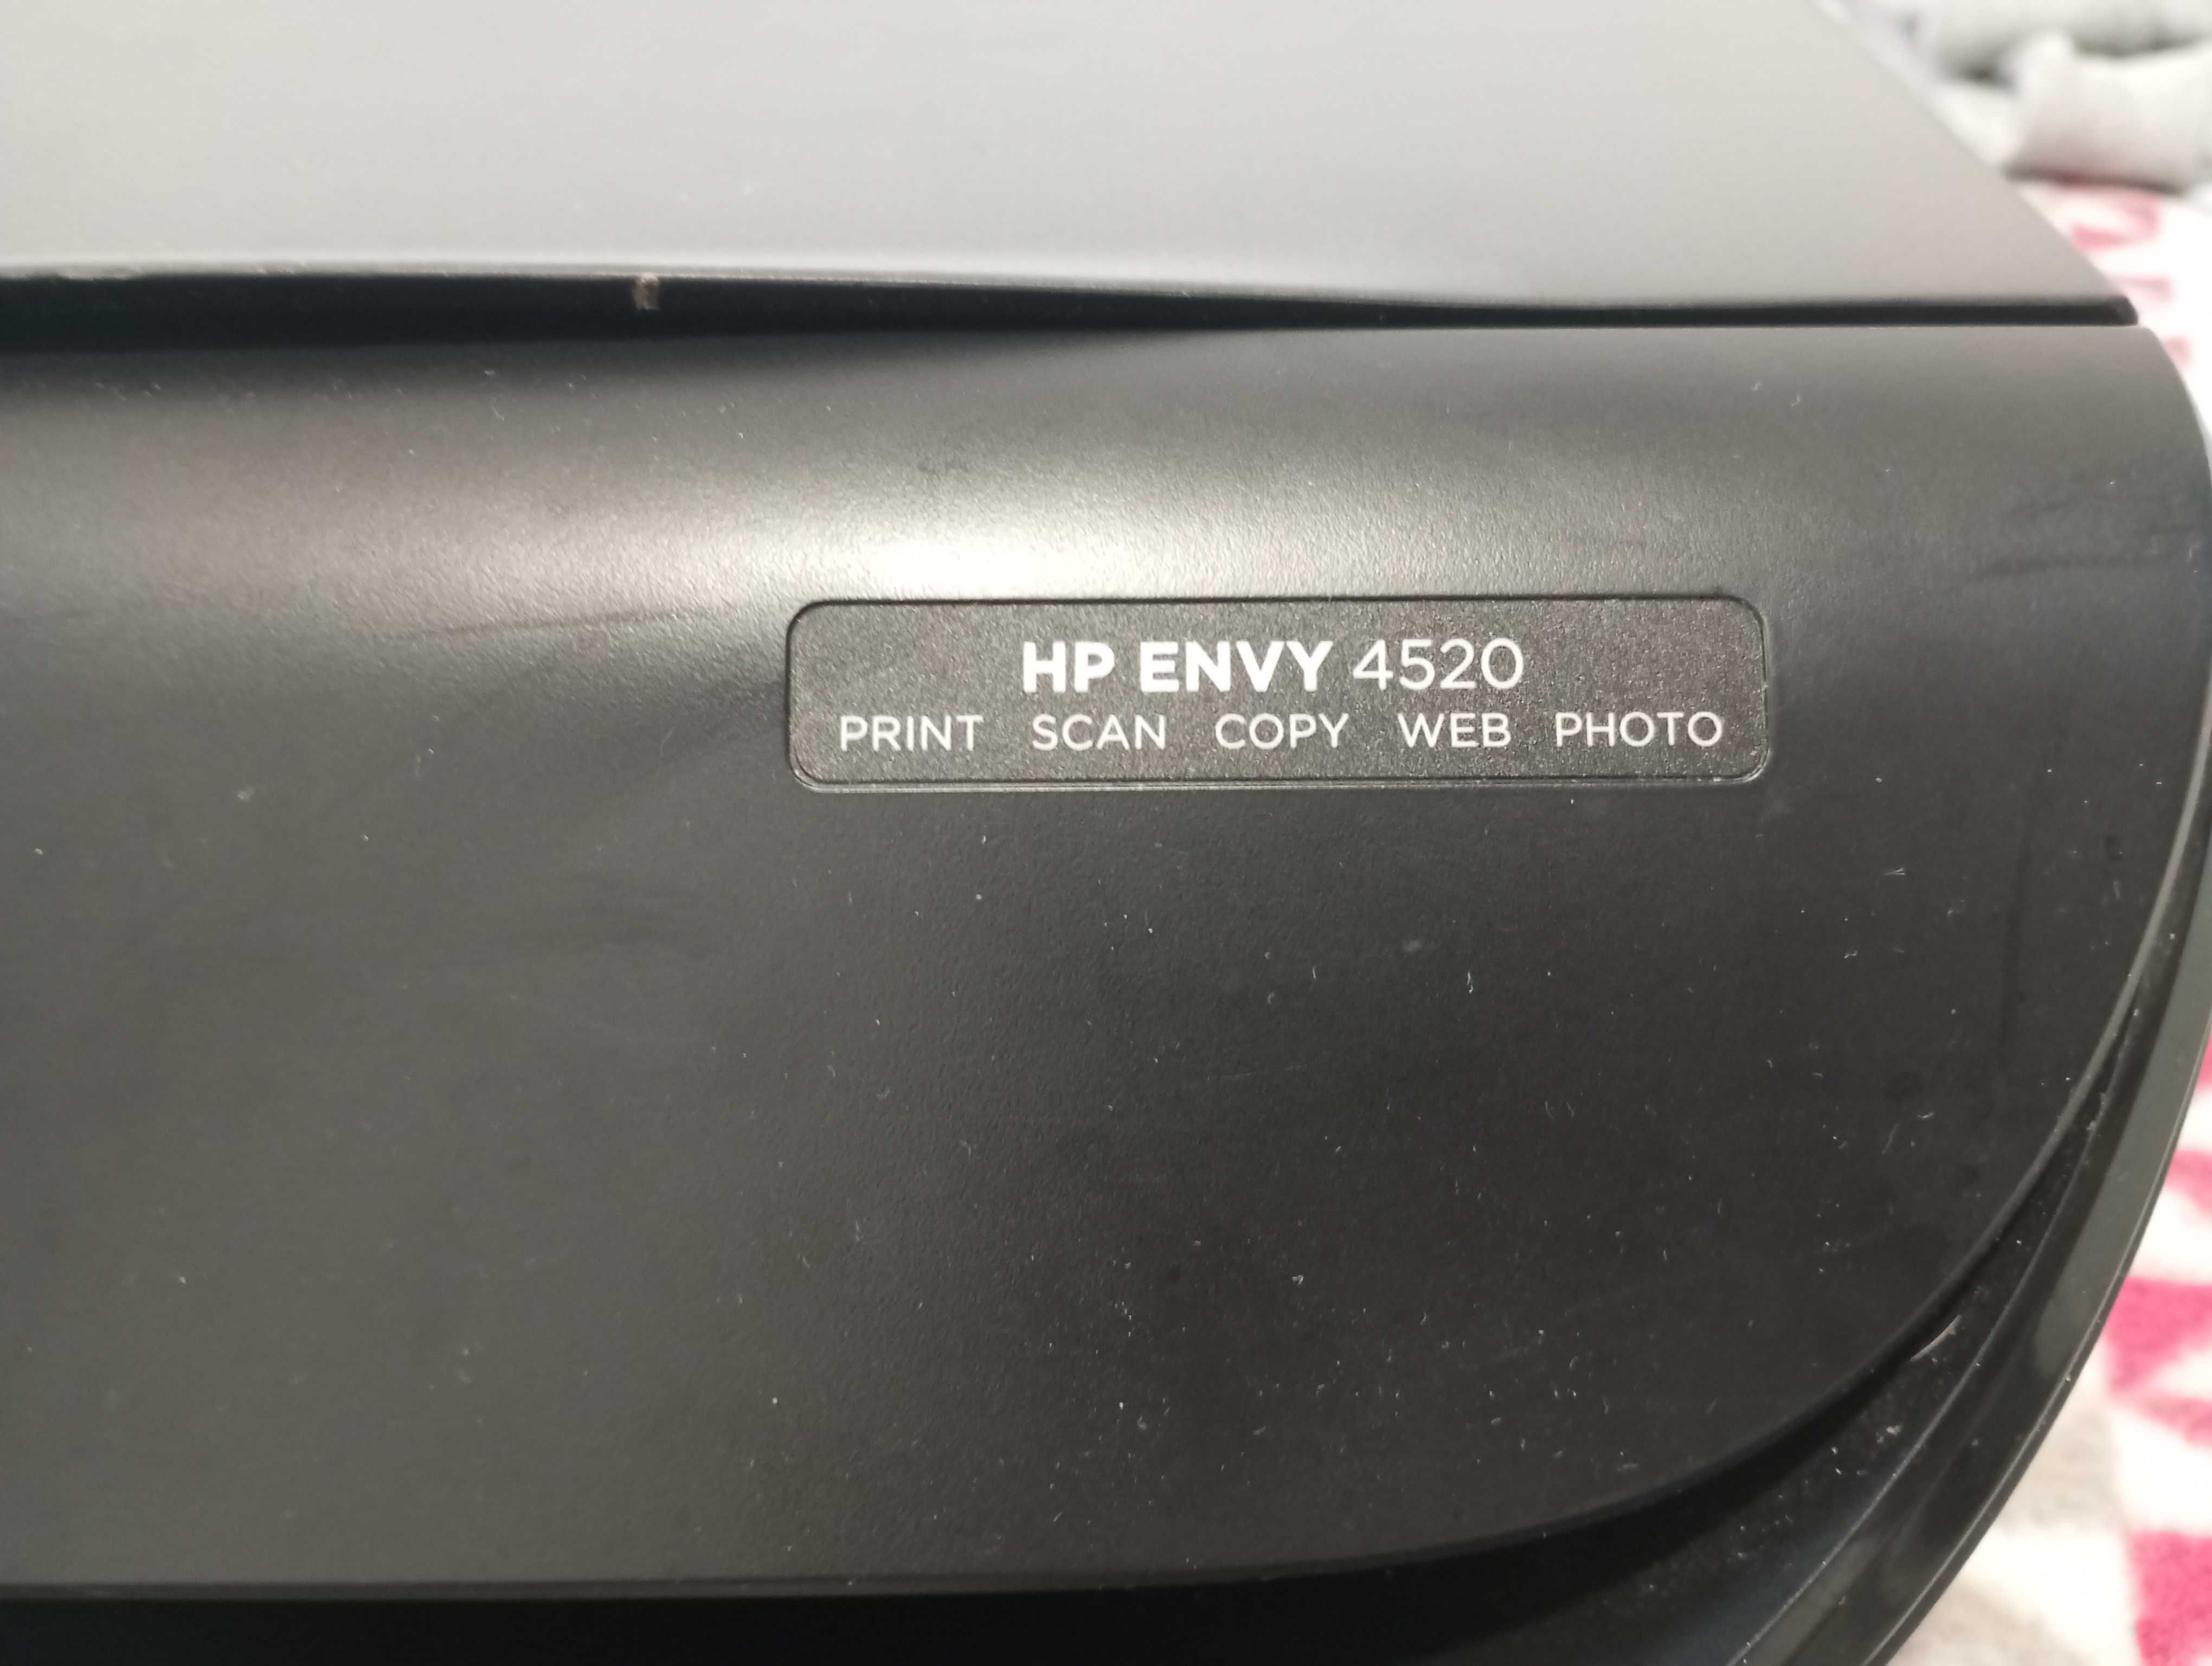 HP ENVY 4520
PRINT SCAN COPY WEB PHOTO